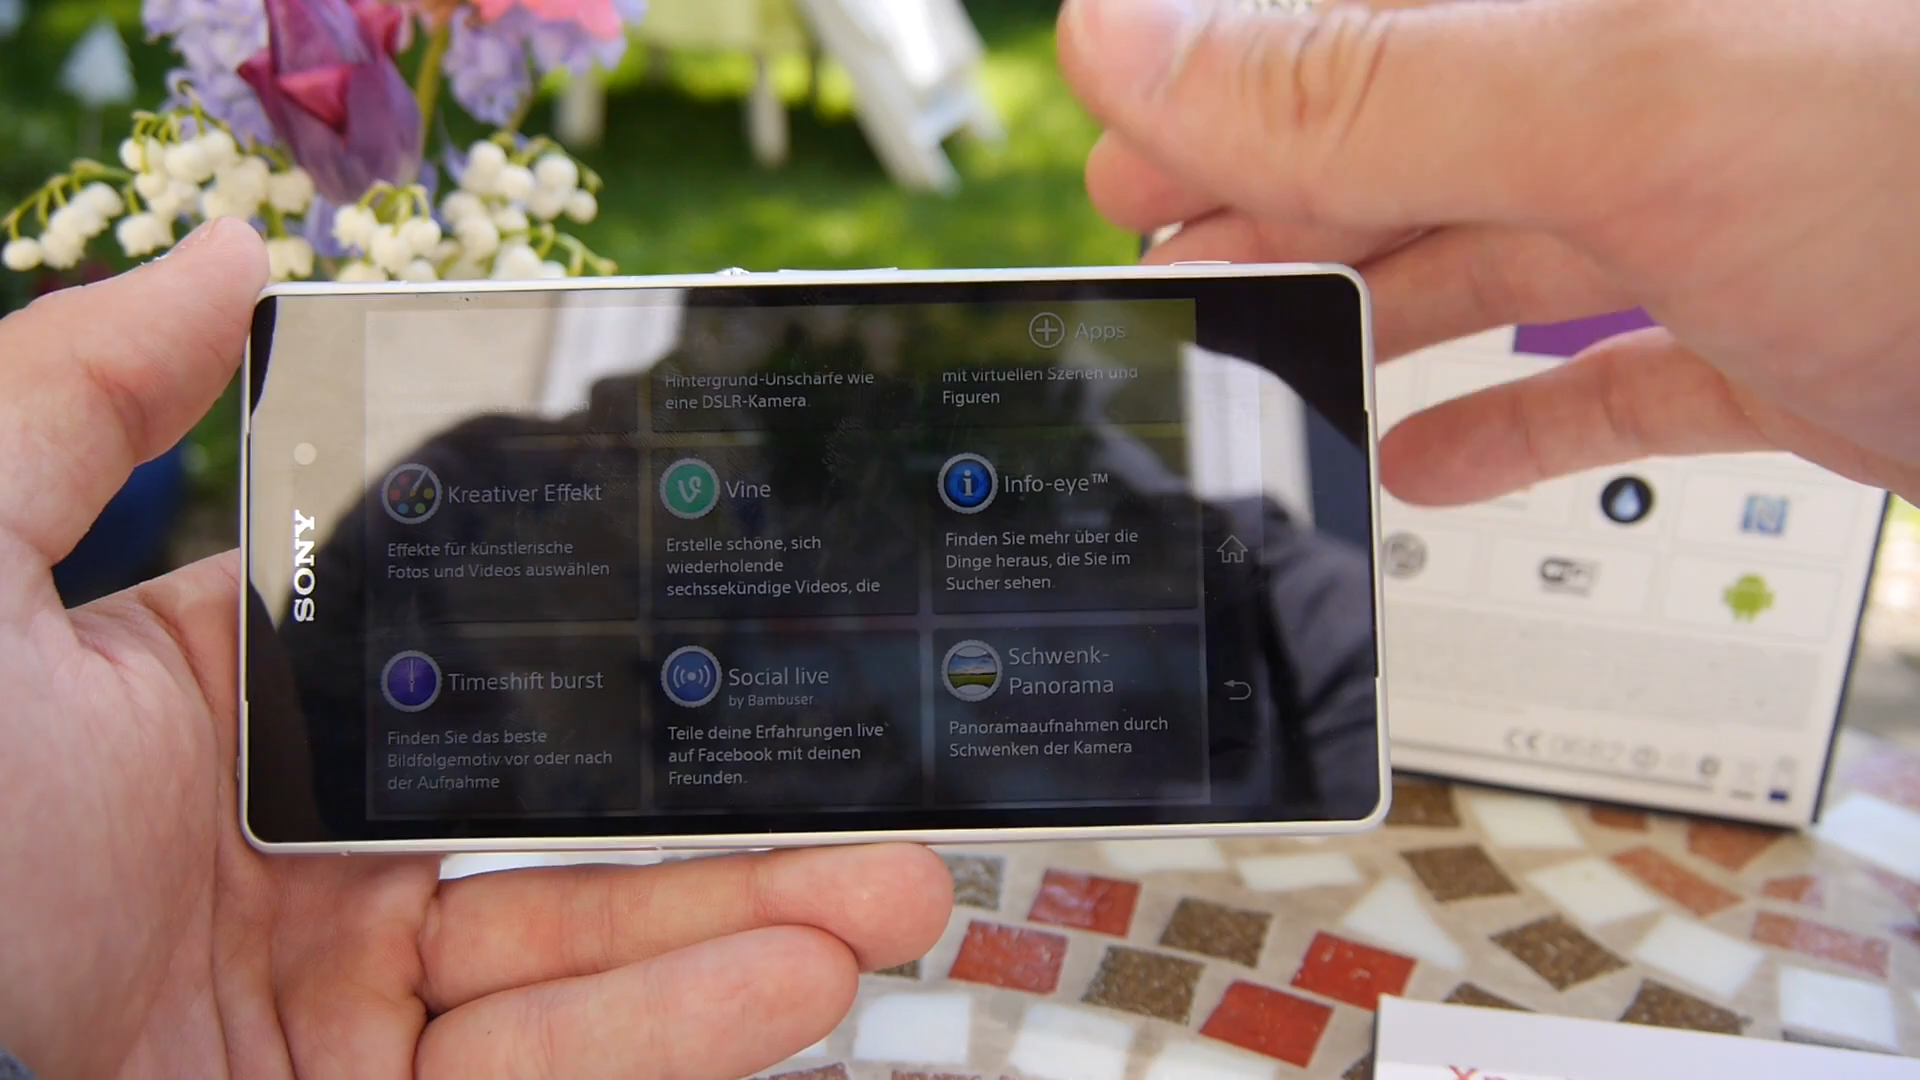 Apps
Hintergrund-Unschärfe wie
eine DSLR-Kamera.
mit virtuellen Szenen und
Figuren
Kreativer Effekt
Effekte für künstlerische
Fotos und Videos auswählen
Vine
Erstelle schöne, sich
wiederholende
sechssekündige Videos, die
Info-eye™
Finden Sie mehr über die
Dinge heraus, die Sie im
Sucher sehen.
Timeshift burst
Finden Sie das beste
Bildfolgemotiv vor oder nach
der Aufnahme
Social live
by Bambuser
Teile deine Erfahrungen live
auf Facebook mit deinen
Freunden.
Schwenk-
Panorama
Panoramaaufnahmen durch
Schwenken der Kamera
SONY
Wi Fi
CE 0682